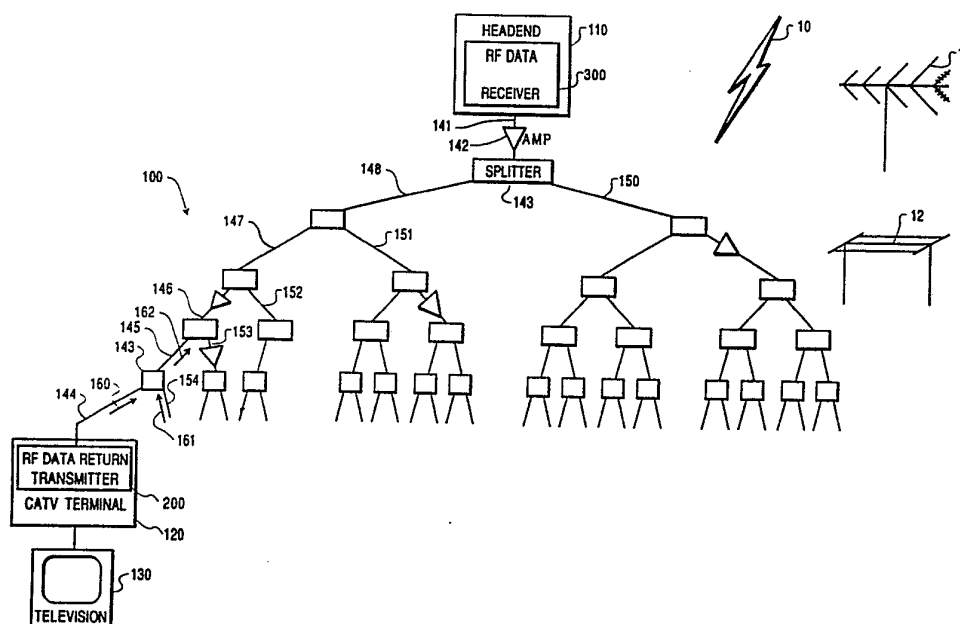 HEADEND
110
10
RF DATA
RECEIVER
300
141
142
AMP
148
SPLITTER
150
143
100
147
151
12
146
152
162
145
153
143
160
154
144
161
RF DATA RETURN
TRANSMITTER
200
CATV TERMINAL
120
130
TELEVISION